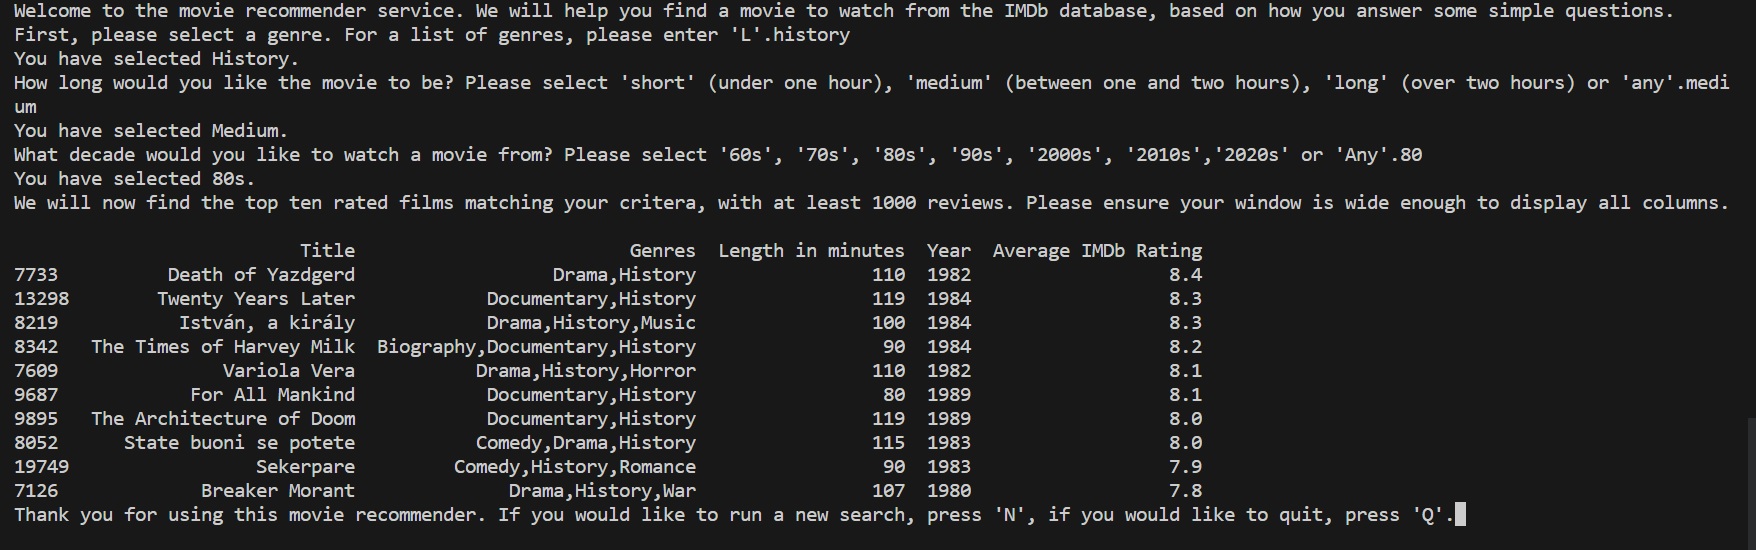 Welcome to the movie recommender service. We will help you find a movie to watch from the IMDb database, based on how you answer some simple questions.
First, please select a genre. For a list of genres, please enter 'L'.history
You have selected History.
How long would you like the movie to be? Please select 'short' (under one hour), 'medium' (between one and two hours), 'long' (over two hours) or 'any'.medi
um
You have selected Medium.
What decade would you like to watch a movie from? Please select '60s', '70s', '80s', '90s', '2000s', '2010s','2020s' or 'Any'.80
You have selected 80s.
We will now find the top ten rated films matching your critera, with at least 1000 reviews. Please ensure your window is wide enough to display all columns.
Title Genres Length in minutes Year Average IMDb Rating
7733 Death of Yazdgerd Drama,History 110 1982 8.4
13298 Twenty Years Later Documentary,History 119 1984 8.3
8219 István, a király Drama,History,Music 100 1984 8.3
8342 The Times of Harvey Milk Biography,Documentary,History 90 1984 8.2
7609 Variola Vera Drama,History,Horror 110 1982 8.1
9687 For All Mankind Documentary,History 80 1989 8.1
9895 The Architecture of Doom Documentary,History 119 1989 8.0
8052 State buoni se potete Comedy,Drama,History 115 1983 8.0
19749 Sekerpare Comedy,History,Romance 90 1983 7.9
7126 Breaker Morant Drama,History,War 107 1980 7.8
Thank you for using this movie recommender. If you would like to run a new search, press 'N', if you would like to quit, press 'Q'.